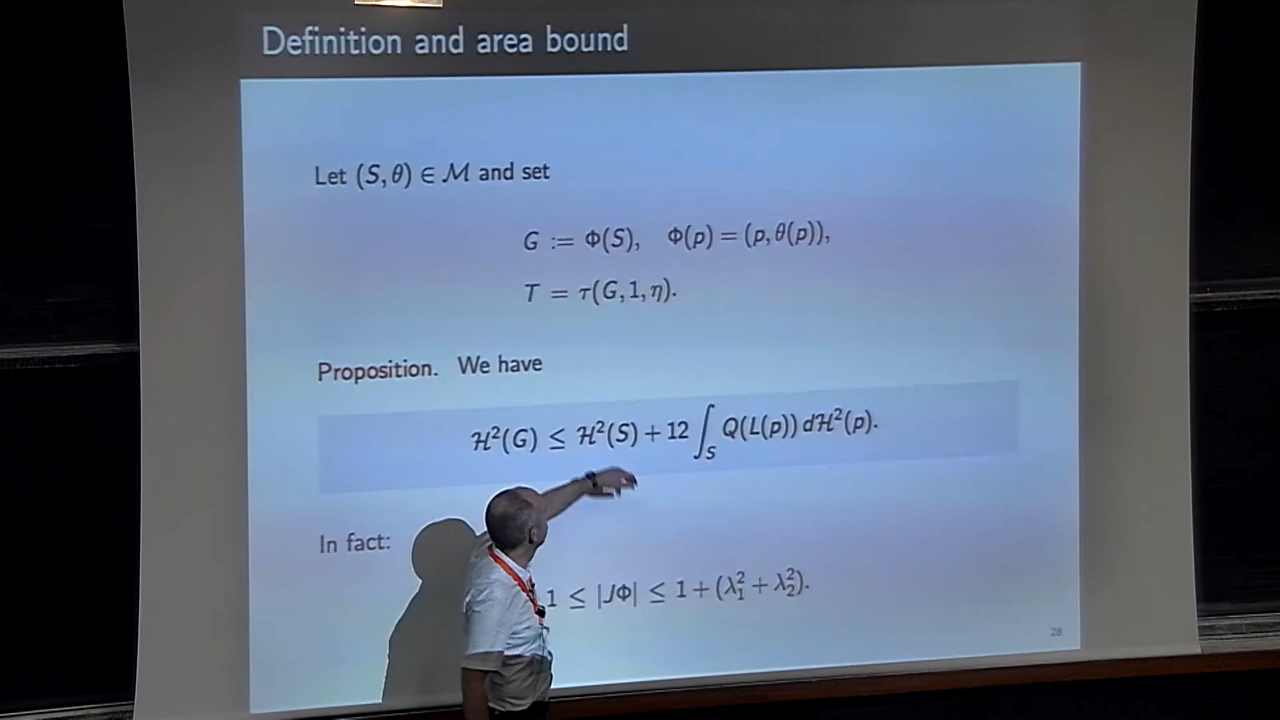 Definition and area bound
Let (S, θ) ∈ ℳ and set
G := Φ(S), Φ(p) = (p, θ(p)),
T = τ(G, 1, η).
Proposition. We have
ℋ²(G) ≤ ℋ²(S) + 12 ∫_S Q(L(p)) dℋ²(p).
In fact:
1 ≤ |JΦ| ≤ 1 + (λ₁² + λ₂²).
28